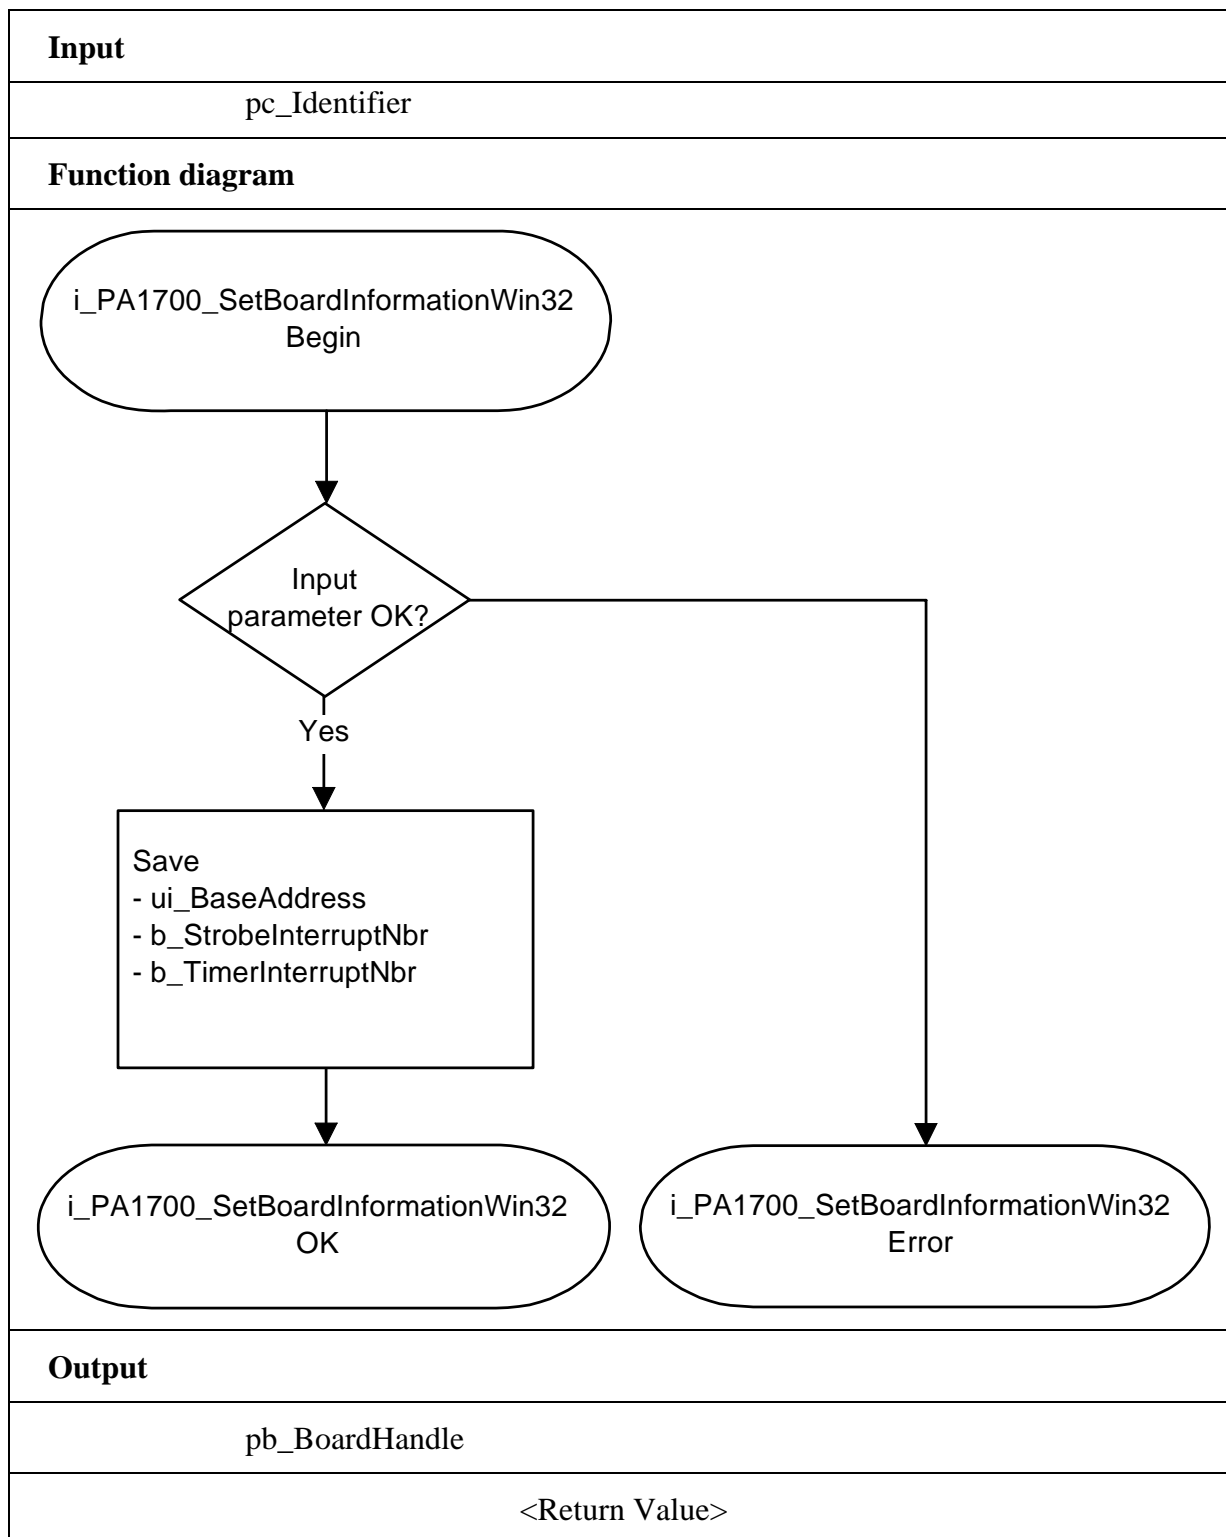 Input
pc_Identifier
Function diagram
i_PA1700_SetBoardInformationWin32
Begin
Input
parameter OK?
Yes
Save
- ui_BaseAddress
- b_StrobeInterruptNbr
- b_TimerInterruptNbr
i_PA1700_SetBoardInformationWin32
OK
i_PA1700_SetBoardInformationWin32
Error
Output
pb_BoardHandle
<Return Value>